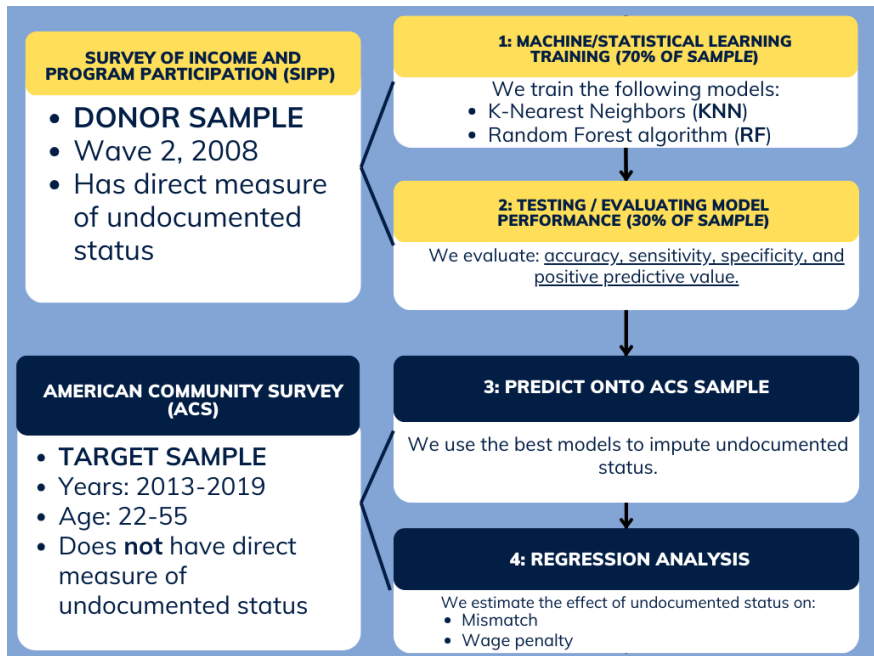 SURVEY OF INCOME AND
PROGRAM PARTICIPATION (SIPP)
• DONOR SAMPLE
• Wave 2, 2008
• Has direct measure
of undocumented
status
1: MACHINE/STATISTICAL LEARNING
TRAINING (70% OF SAMPLE)
We train the following models:
• K-Nearest Neighbors (KNN)
• Random Forest algorithm (RF)
2: TESTING / EVALUATING MODEL
PERFORMANCE (30% OF SAMPLE)
We evaluate: accuracy, sensitivity, specificity, and
positive predictive value.
AMERICAN COMMUNITY SURVEY
(ACS)
• TARGET SAMPLE
• Years: 2013-2019
• Age: 22-55
• Does not have direct
measure of
undocumented status
3: PREDICT ONTO ACS SAMPLE
We use the best models to impute undocumented
status.
4: REGRESSION ANALYSIS
We estimate the effect of undocumented status on:
• Mismatch
• Wage penalty